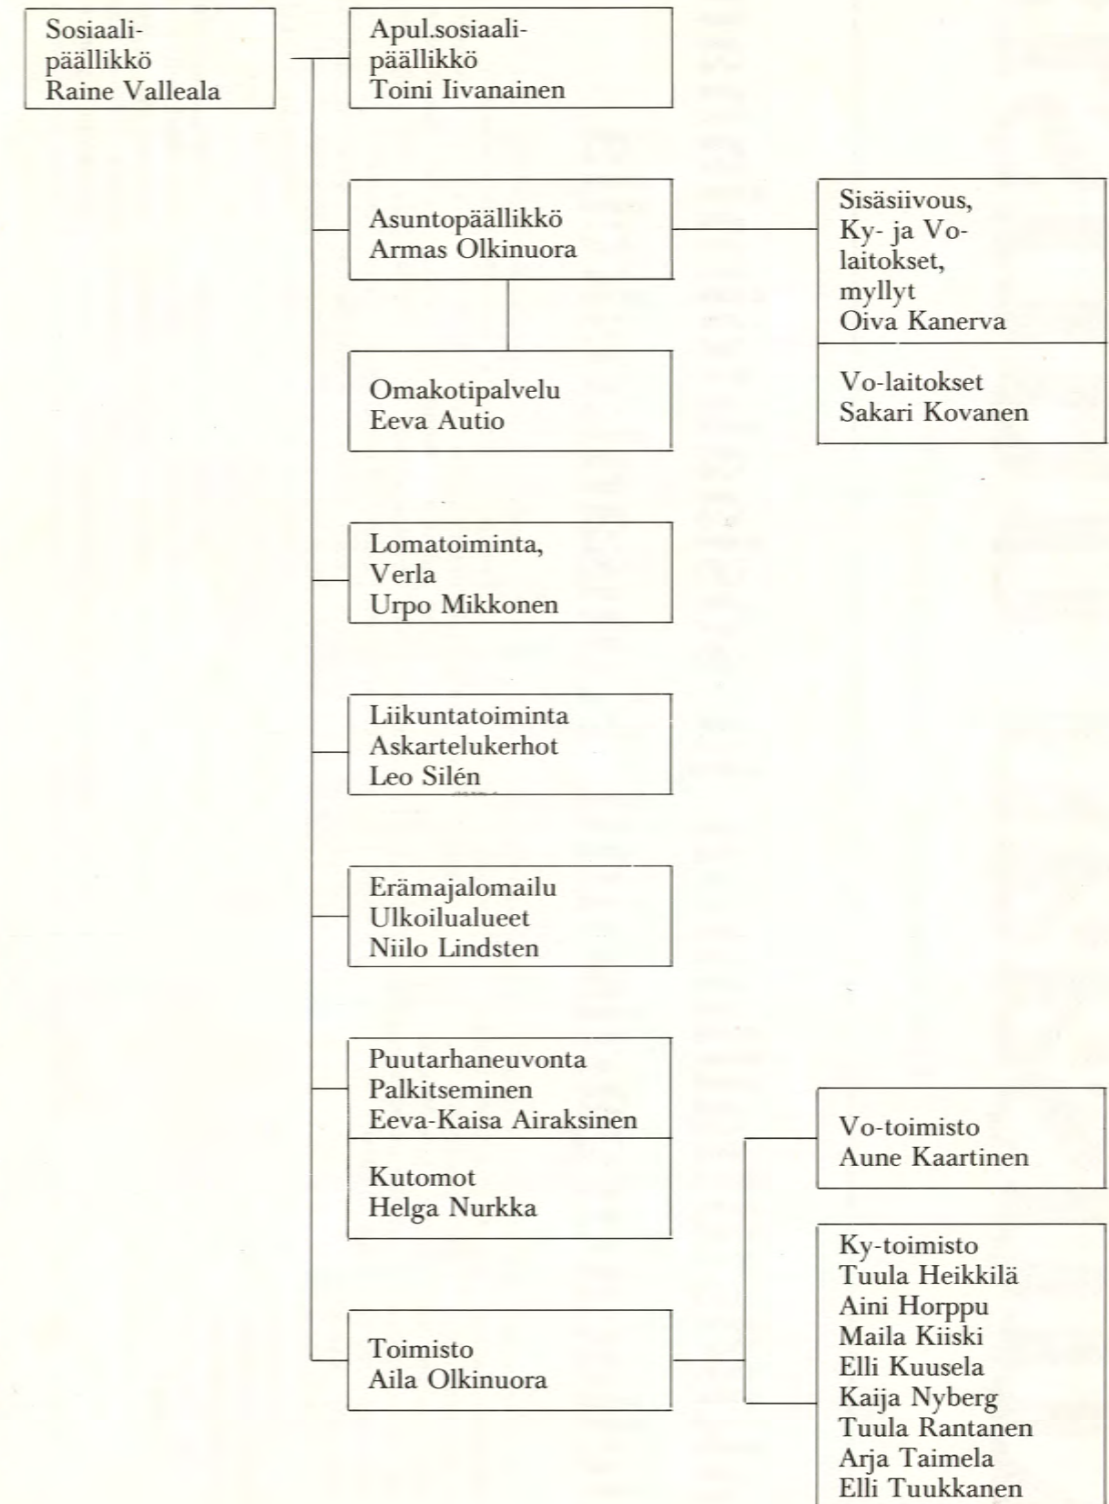 Sosiaali-
päällikkö
Raine Valleala
Apul.sosiaali-
päällikkö
Toini Iivanainen
Asuntopäällikkö
Armas Olkinuora
Sisäsiivous,
Ky- ja Vo-
laitokset,
myllyt
Oiva Kanerva
Vo-laitokset
Sakari Kovanen
Omakotipalvelu
Eeva Autio
Lomatoiminta,
Verla
Urpo Mikkonen
Liikuntatoiminta
Askartelukerhot
Leo Silén
Erämajalomailu
Ulkoilualueet
Niilo Lindsten
Puutarhaneuvonta
Palkitseminen
Eeva-Kaisa Airaksinen
Kutomot
Helga Nurkka
Toimisto
Aila Olkinuora
Vo-toimisto
Aune Kaartinen
Ky-toimisto
Tuula Heikkilä
Aini Horppu
Maila Kiiski
Elli Kuusela
Kaija Nyberg
Tuula Rantanen
Arja Taimela
Elli Tuukkanen